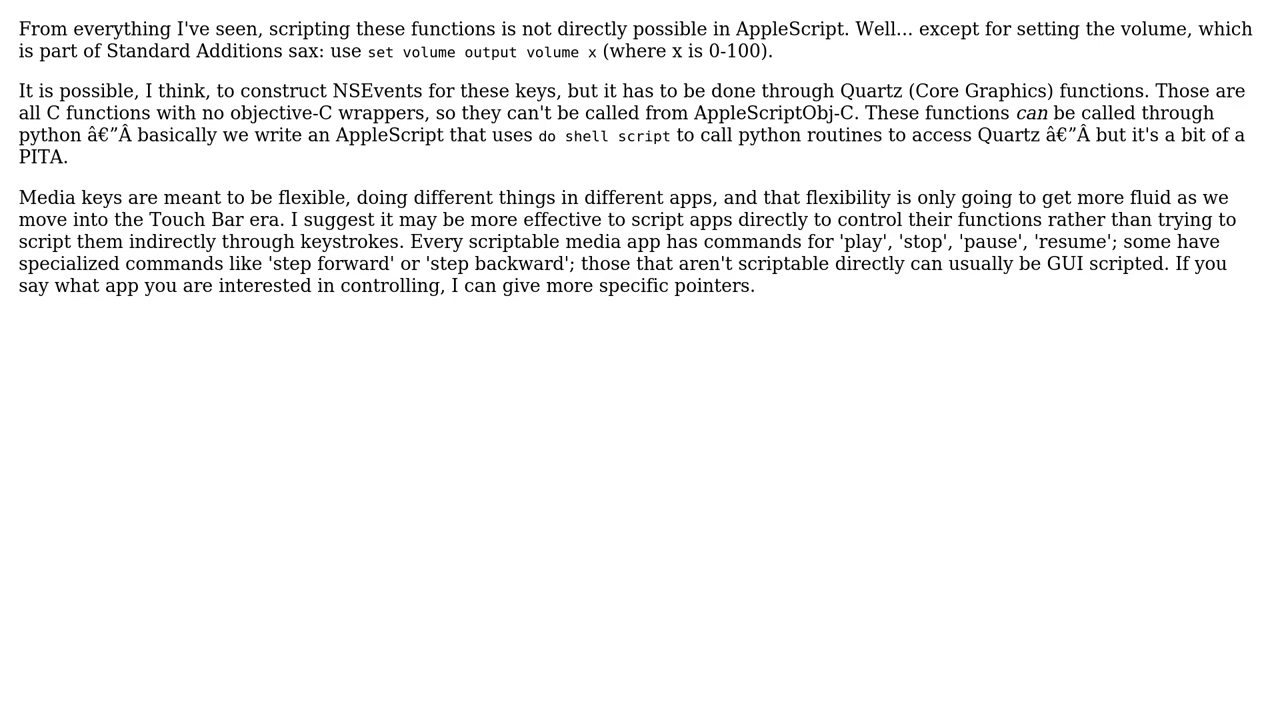 From everything I've seen, scripting these functions is not directly possible in AppleScript. Well... except for setting the volume, which
is part of Standard Additions sax: use set volume output volume x (where x is 0-100).
It is possible, I think, to construct NSEvents for these keys, but it has to be done through Quartz (Core Graphics) functions. Those are
all C functions with no objective-C wrappers, so they can't be called from AppleScriptObj-C. These functions can be called through
python â€”Â basically we write an AppleScript that uses do shell script to call python routines to access Quartz â€”Â but it's a bit of a
PITA.
Media keys are meant to be flexible, doing different things in different apps, and that flexibility is only going to get more fluid as we
move into the Touch Bar era. I suggest it may be more effective to script apps directly to control their functions rather than trying to
script them indirectly through keystrokes. Every scriptable media app has commands for 'play', 'stop', 'pause', 'resume'; some have
specialized commands like 'step forward' or 'step backward'; those that aren't scriptable directly can usually be GUI scripted. If you
say what app you are interested in controlling, I can give more specific pointers.